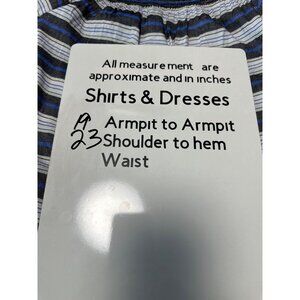 All measurement are
approximate and in inches
Shirts & Dresses
19 Armpit to Armpit
23 Shoulder to hem
Waist